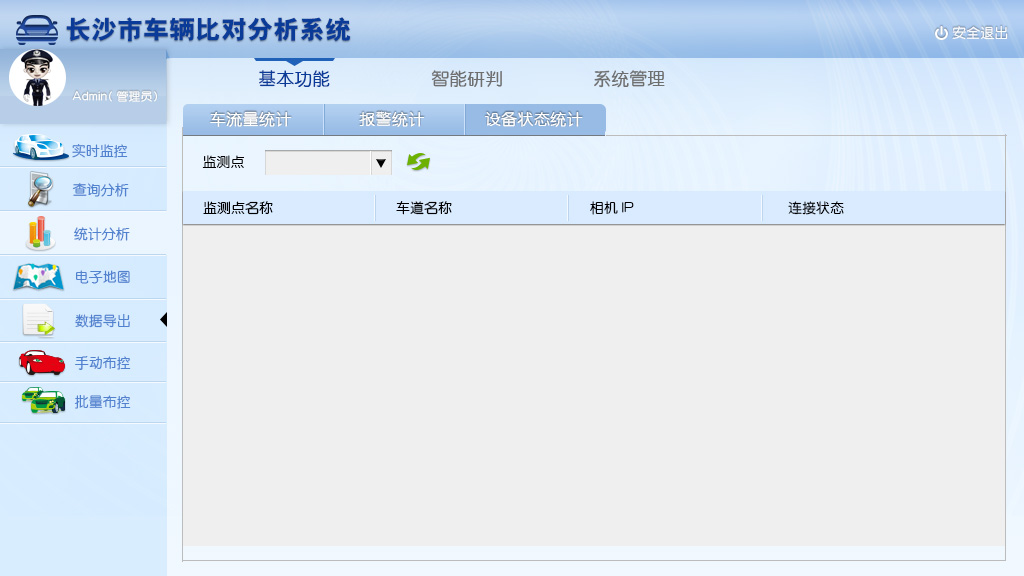 长沙市车辆比对分析系统
安全退出
Admin( 管理员)
基本功能 智能研判 系统管理
车流量统计 报警统计 设备状态统计
监测点
监测点名称 车道名称 相机 IP 连接状态
实时监控
查询分析
统计分析
电子地图
数据导出
手动布控
批量布控